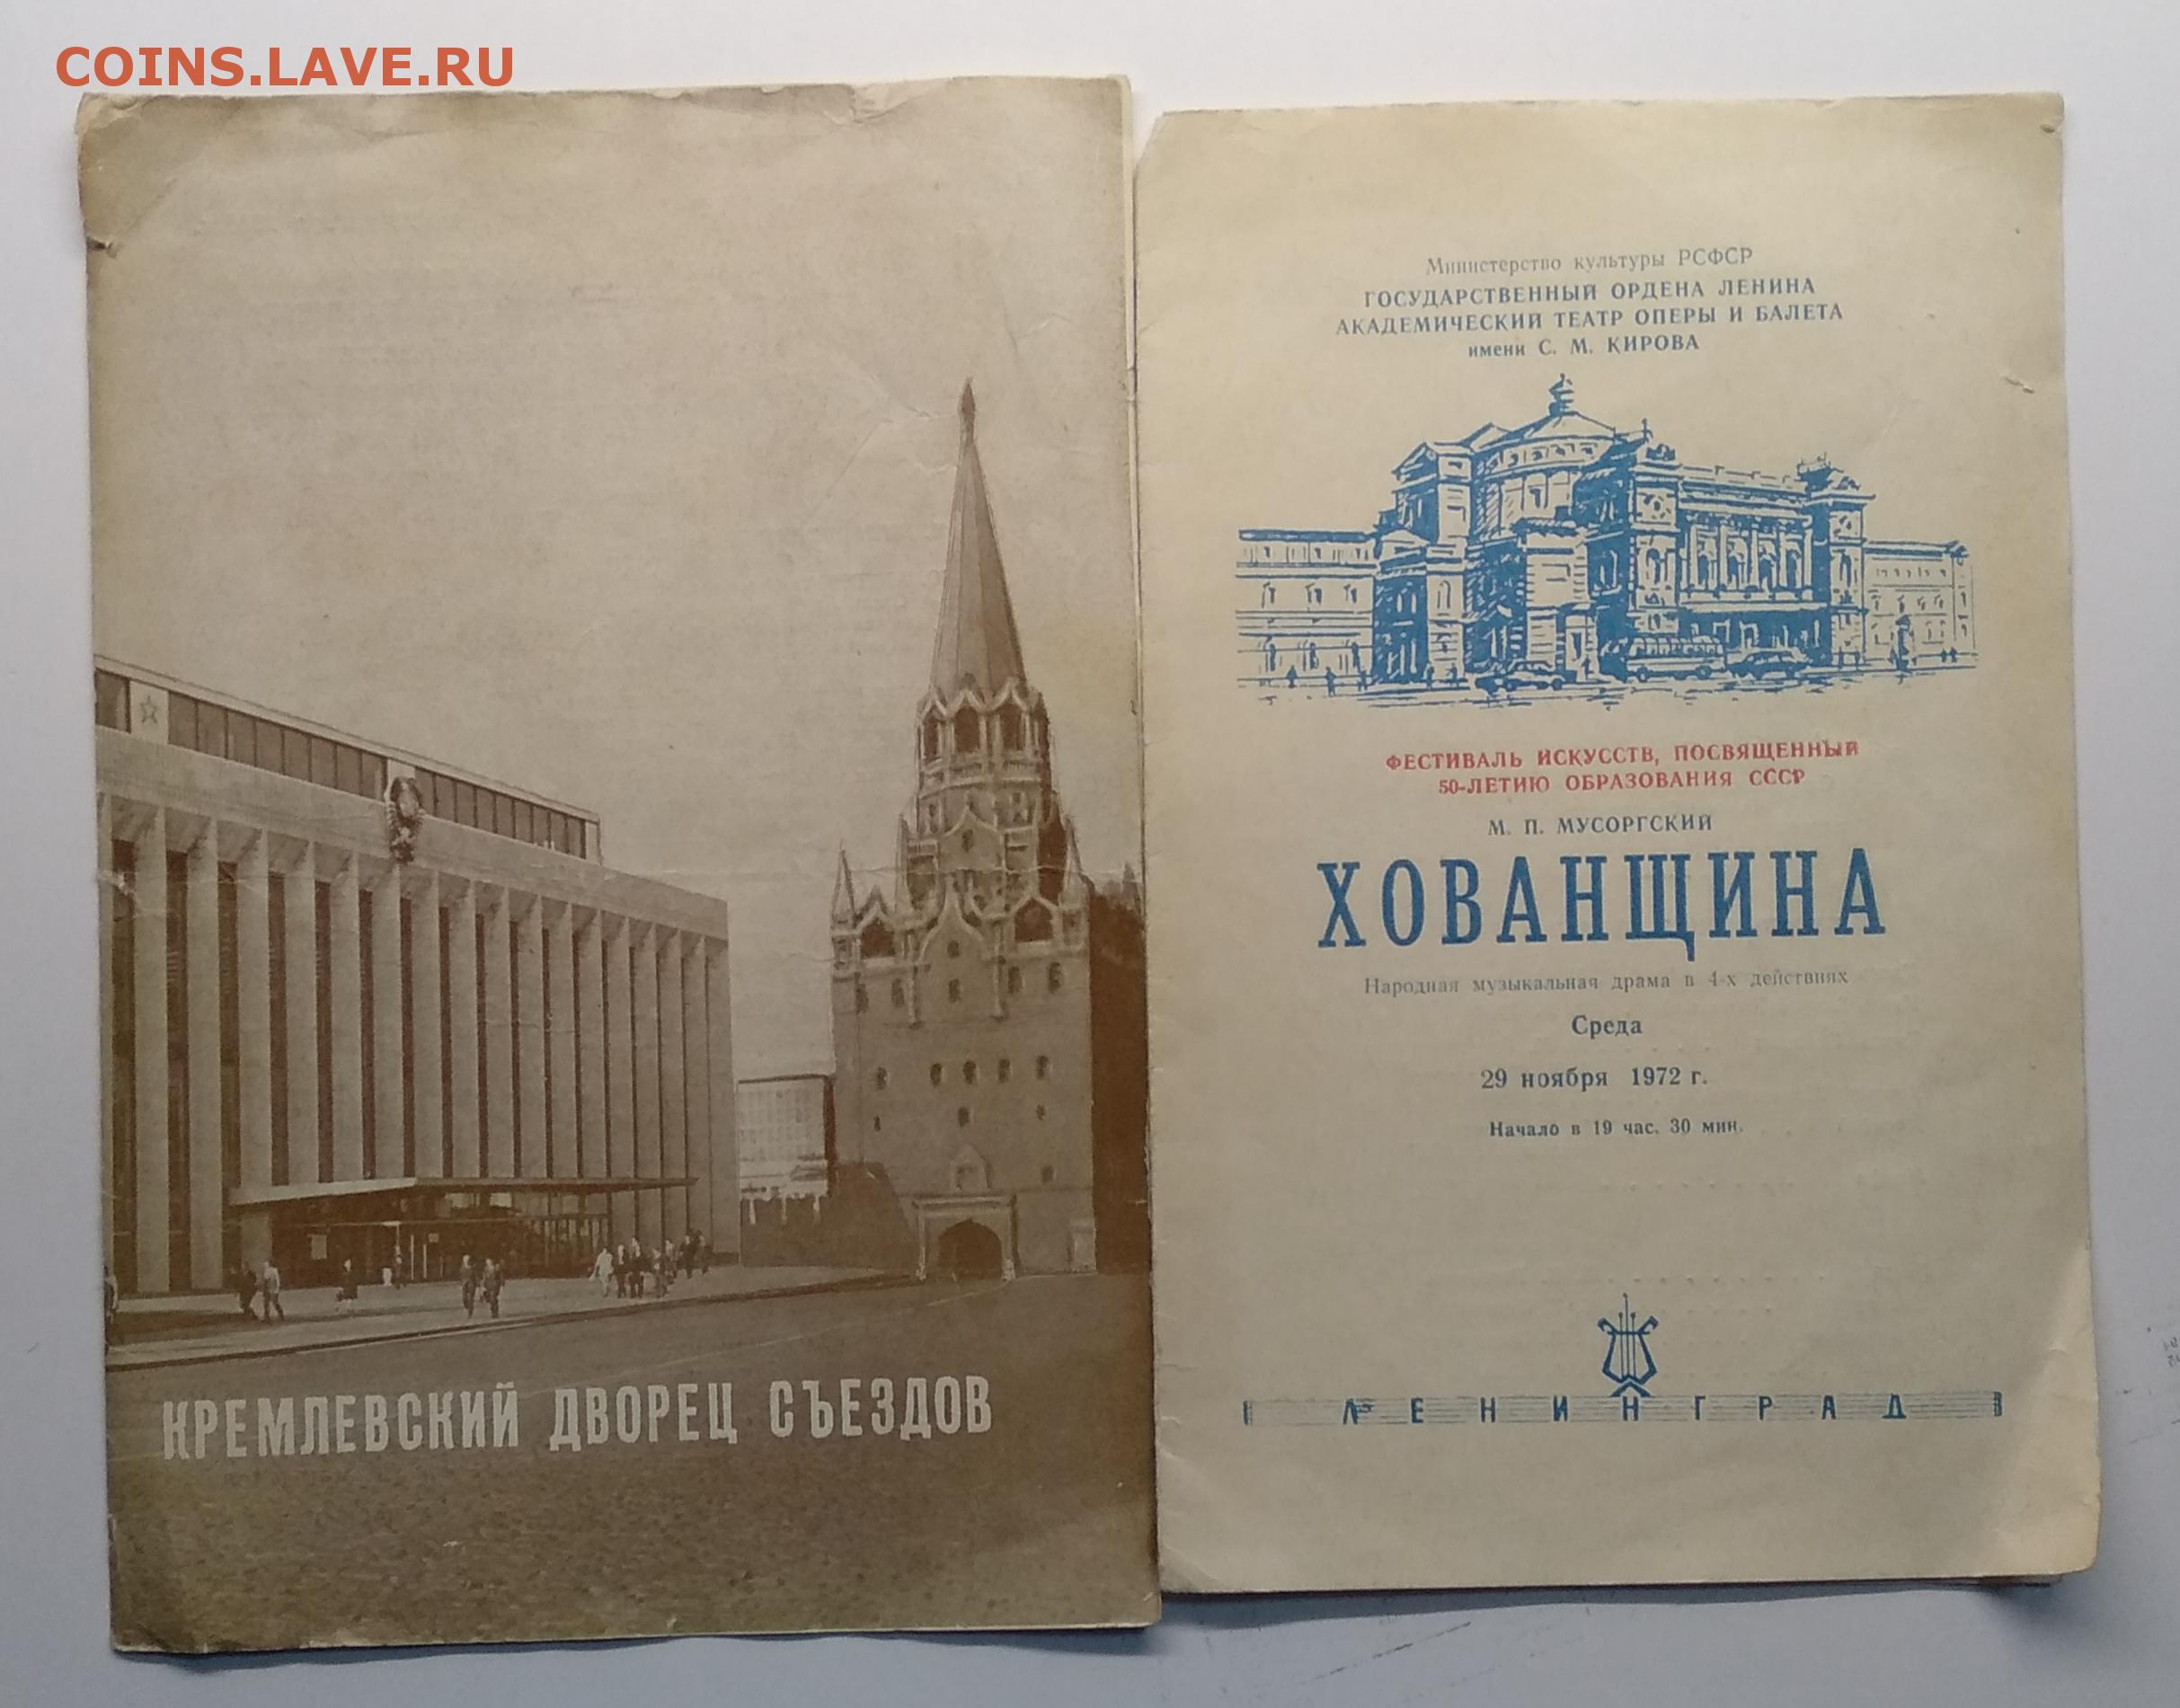 COINS.LAVE.RU
КРЕМЛЕВСКИЙ ДВОРЕЦ СЪЕЗДОВ
Министерство культуры РСФСР
ГОСУДАРСТВЕННЫЙ ОРДЕНА ЛЕНИНА
АКАДЕМИЧЕСКИЙ ТЕАТР ОПЕРЫ И БАЛЕТА
имени С. М. КИРОВА
ФЕСТИВАЛЬ ИСКУССТВ, ПОСВЯЩЕННЫЙ
50-ЛЕТИЮ ОБРАЗОВАНИЯ СССР
М. П. МУСОРГСКИЙ
ХОВАНЩИНА
Народная музыкальная драма в 4-х действиях
Среда
29 ноября 1972 г.
Начало в 19 час. 30 мин.
ЛЕНИНГРАД